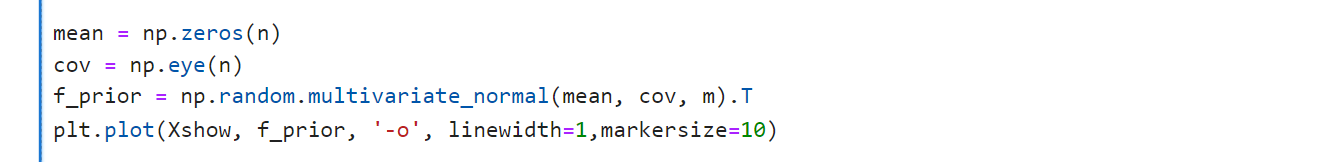 mean = np.zeros(n)
cov = np.eye(n)
f_prior = np.random.multivariate_normal(mean, cov, m).T
plt.plot(Xshow, f_prior, '-o', linewidth=1,markersize=10)